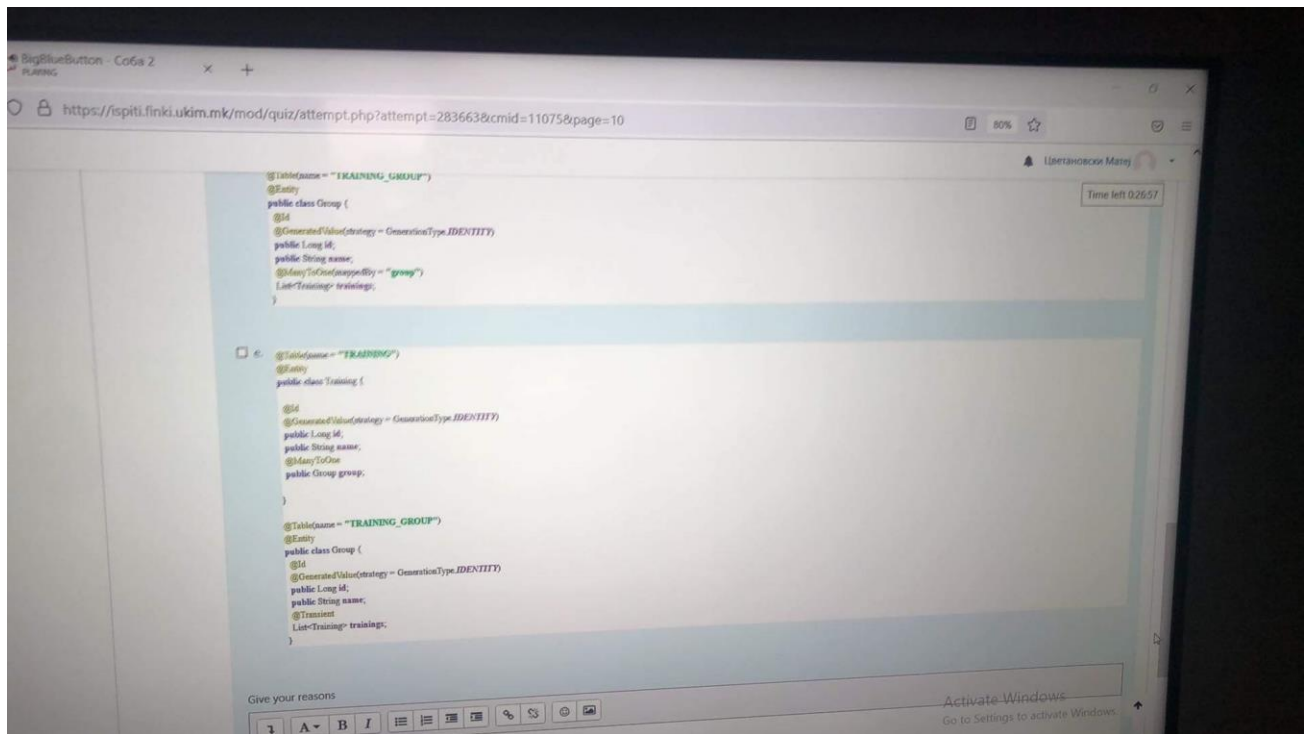 BigBlueButton - Соба 2
PLAYING
https://ispiti.finki.ukim.mk/mod/quiz/attempt.php?attempt=283663&cmid=11075&page=10
80%
Цветановски Матеј
Time left 0:26:57
@Table(name = "TRAINING_GROUP")
@Entity
public class Group {
@Id
@GeneratedValue(strategy = GenerationType.IDENTITY)
public Long id;
public String name;
@ManyToOne(mappedBy = "group")
List<Training> trainings;
}
e.
@Table(name = "TRAINING")
@Entity
public class Training {
@Id
@GeneratedValue(strategy = GenerationType.IDENTITY)
public Long id;
public String name;
@ManyToOne
public Group group;
}
@Table(name = "TRAINING_GROUP")
@Entity
public class Group {
@Id
@GeneratedValue(strategy = GenerationType.IDENTITY)
public Long id;
public String name;
@Transient
List<Training> trainings;
}
Give your reasons
A B I
Activate Windows
Go to Settings to activate Windows.